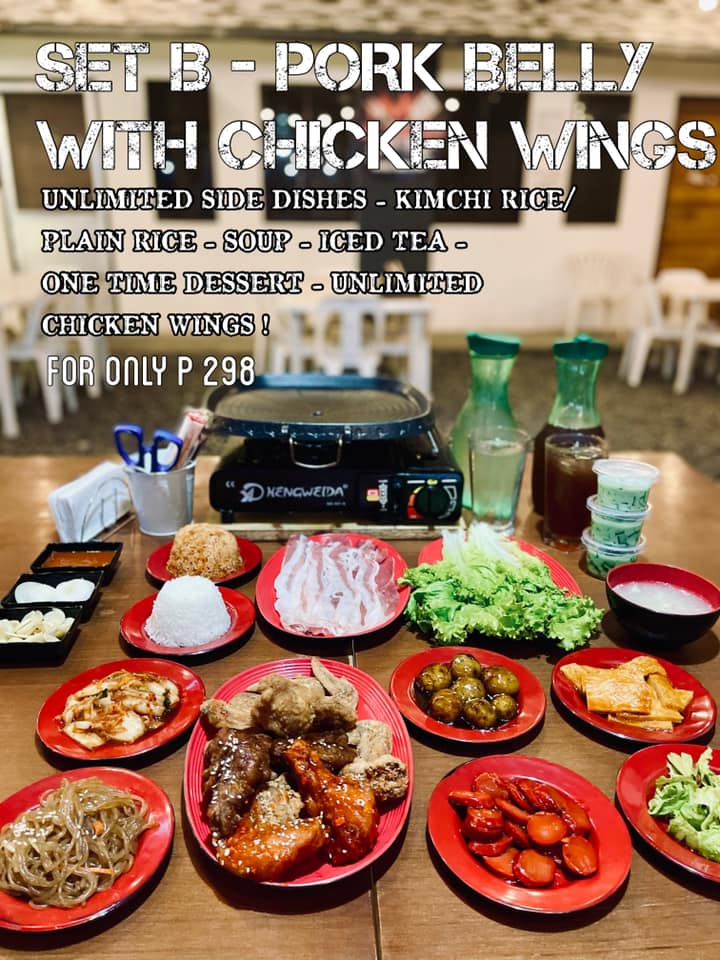 SET B - PORK BELLY
WITH CHICKEN WINGS
UNLIMITED SIDE DISHES - KIMCHI RICE/
PLAIN RICE - SOUP - ICED TEA -
ONE TIME DESSERT - UNLIMITED
CHICKEN WINGS !
FOR ONLY P 298
HENGWEIDA